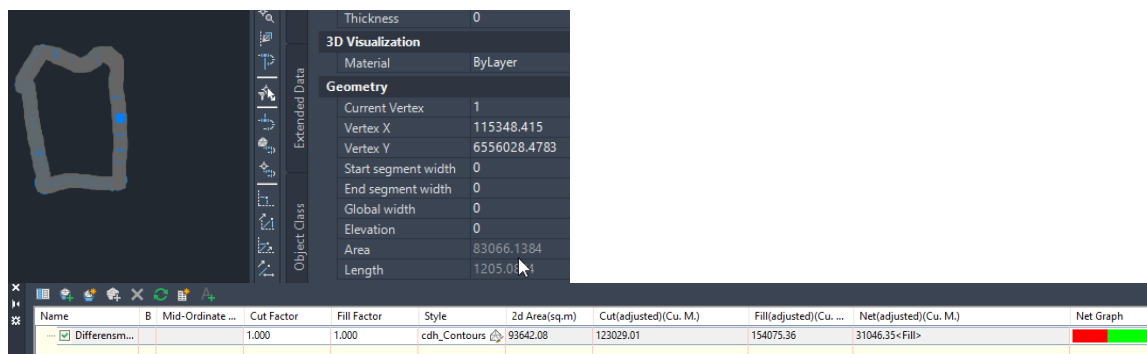 Thickness 0
3D Visualization
Material ByLayer
Extended Data
Geometry
Current Vertex 1
Vertex X 115348.415
Vertex Y 6556028.4783
Start segment width 0
End segment width 0
Global width 0
Elevation 0
Object Class
Area 83066.1384
Length
Name B Mid-Ordinate ... Cut Factor Fill Factor Style 2d Area(sq.m) Cut(adjusted)(Cu. M.) Fill(adjusted)(Cu. ... Net(adjusted)(Cu. M.) Net Graph
Differensm... 1.000 1.000 cdh_Contours 93642.08 123029.01 154075.36 31046.35<Fill>